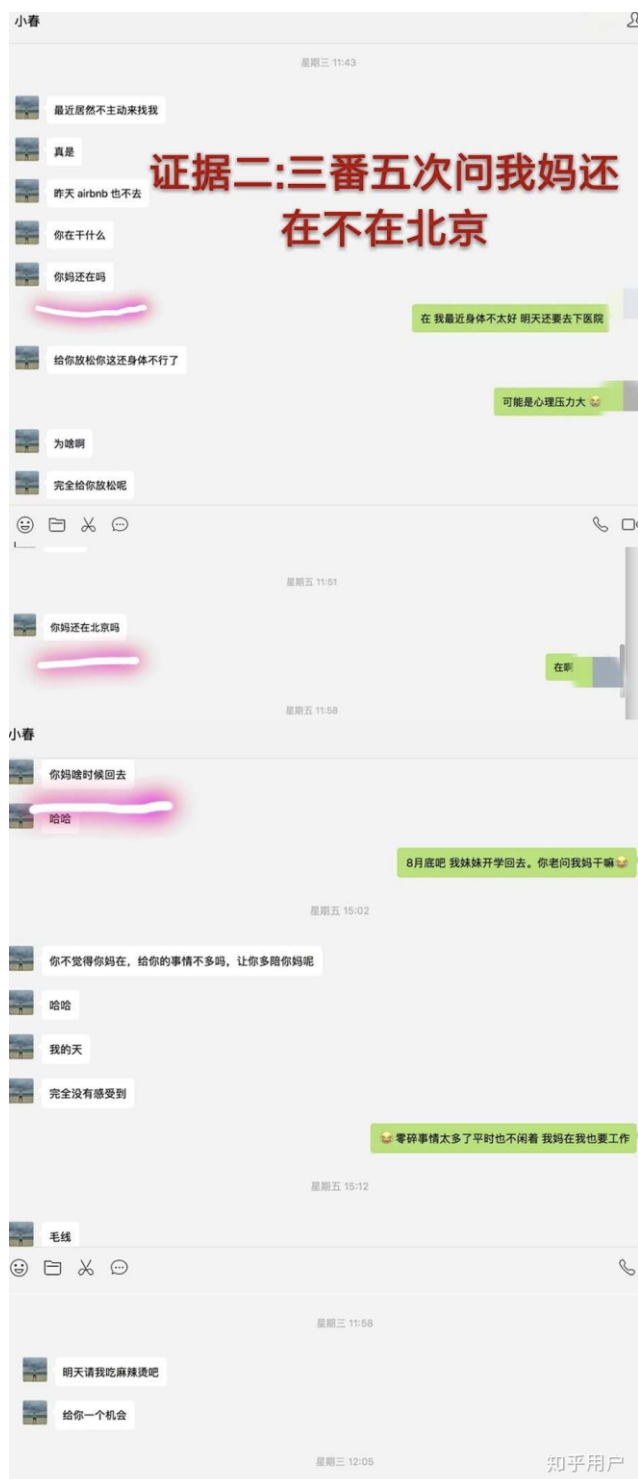 小春
星期三 11:43
最近居然不主动来找我
真是
证据二:三番五次问我妈还
在不在北京
昨天 airbnb 也不去
你在干什么
你妈还在吗
在 我最近身体不太好 明天还要去下医院
给你放松你这还身体不行了
可能是心理压力大
为啥啊
完全给你放松呢
星期五 11:51
你妈还在北京吗
在啊
星期五 11:58
小春
你妈啥时候回去
哈哈
8月底吧 我妹妹开学回去。你老问我妈干嘛
星期五 15:02
你不觉得你妈在，给你的事情不多吗，让你多陪你妈呢
哈哈
我的天
完全没有感受到
零碎事情太多了平时也不闲着 我妈在我也要工作
星期五 15:12
毛线
星期三 11:58
明天请我吃麻辣烫吧
给你一个机会
星期三 12:05
知乎用户